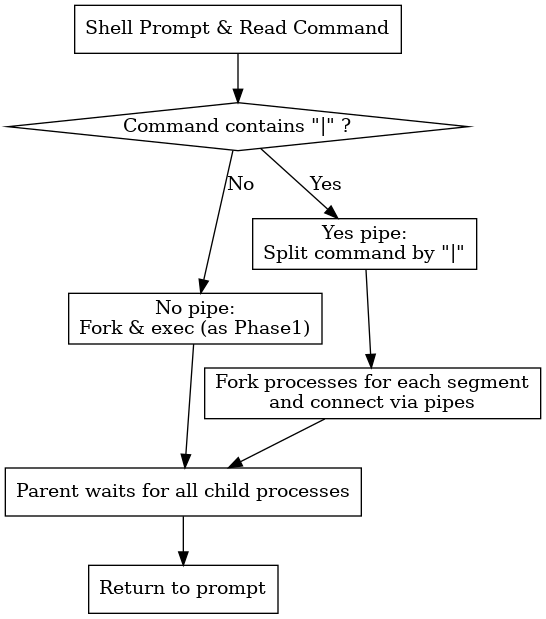 Shell Prompt & Read Command
Command contains "|" ?
No
Yes
Yes pipe:
Split command by "|"
No pipe:
Fork & exec (as Phase1)
Fork processes for each segment
and connect via pipes
Parent waits for all child processes
Return to prompt